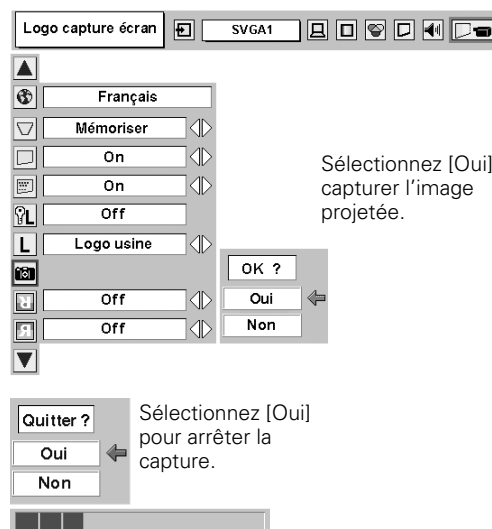 Logo capture écran
SVGA1
Français
Mémoriser
On
On
L
Off
L
Logo usine
Off
R
Off
Я
OK ?
Oui
Non
Sélectionnez [Oui]
capturer l'image
projetée.
Quitter ?
Oui
Non
Sélectionnez [Oui]
pour arrêter la
capture.